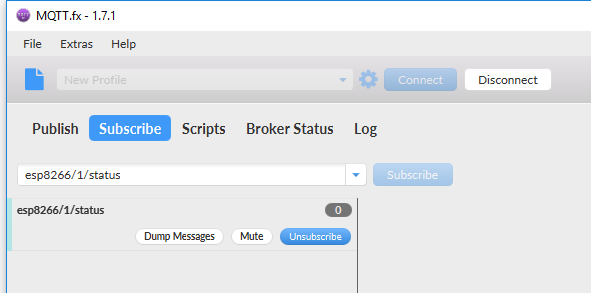 MQTT.fx - 1.7.1
File Extras Help
New Profile Connect Disconnect
Publish Subscribe Scripts Broker Status Log
esp8266/1/status Subscribe
esp8266/1/status 0
Dump Messages Mute Unsubscribe